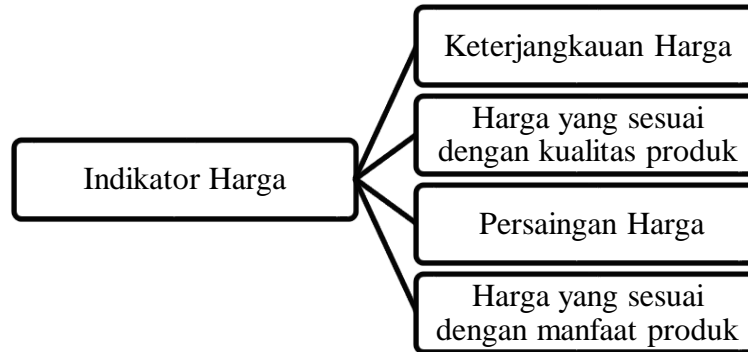 Indikator Harga
Keterjangkauan Harga
Harga yang sesuai
dengan kualitas produk
Persaingan Harga
Harga yang sesuai
dengan manfaat produk